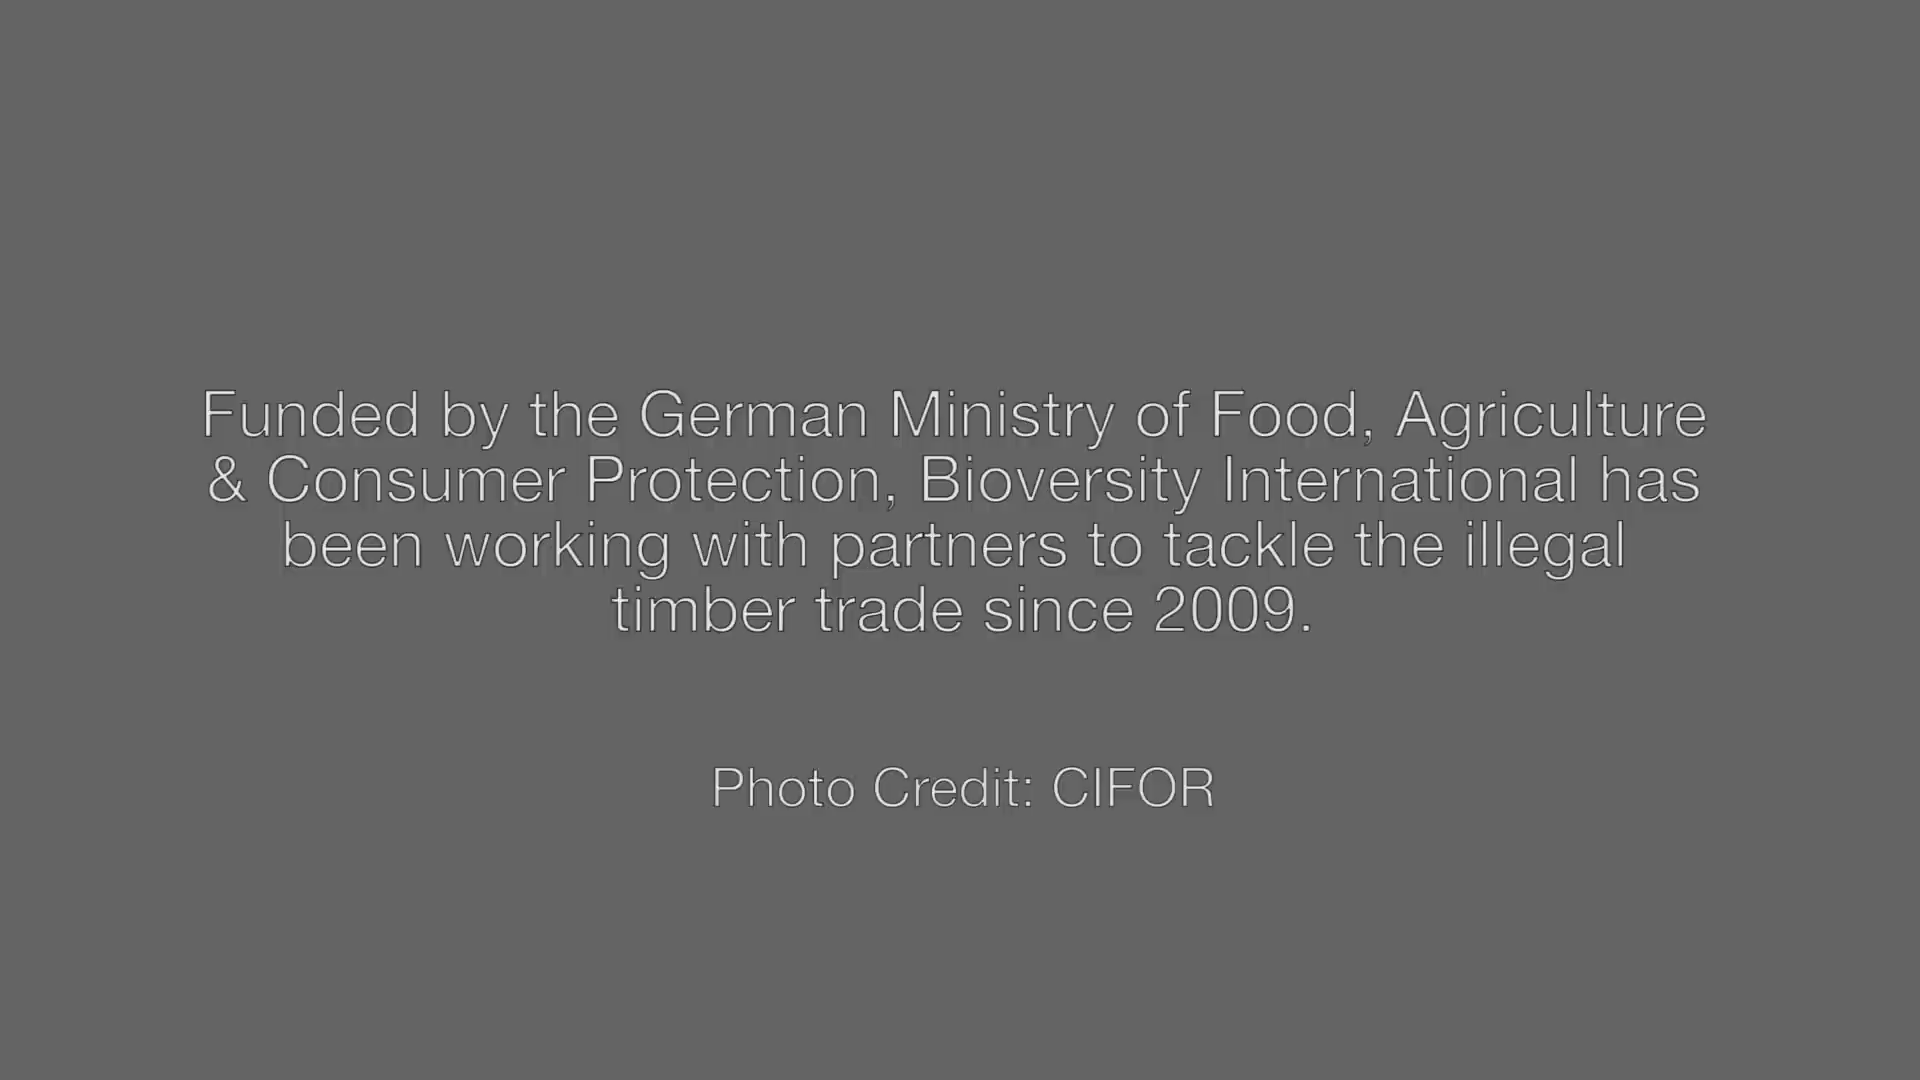 Funded by the German Ministry of Food, Agriculture
& Consumer Protection, Bioversity International has
been working with partners to tackle the illegal
timber trade since 2009.
Photo Credit: CIFOR